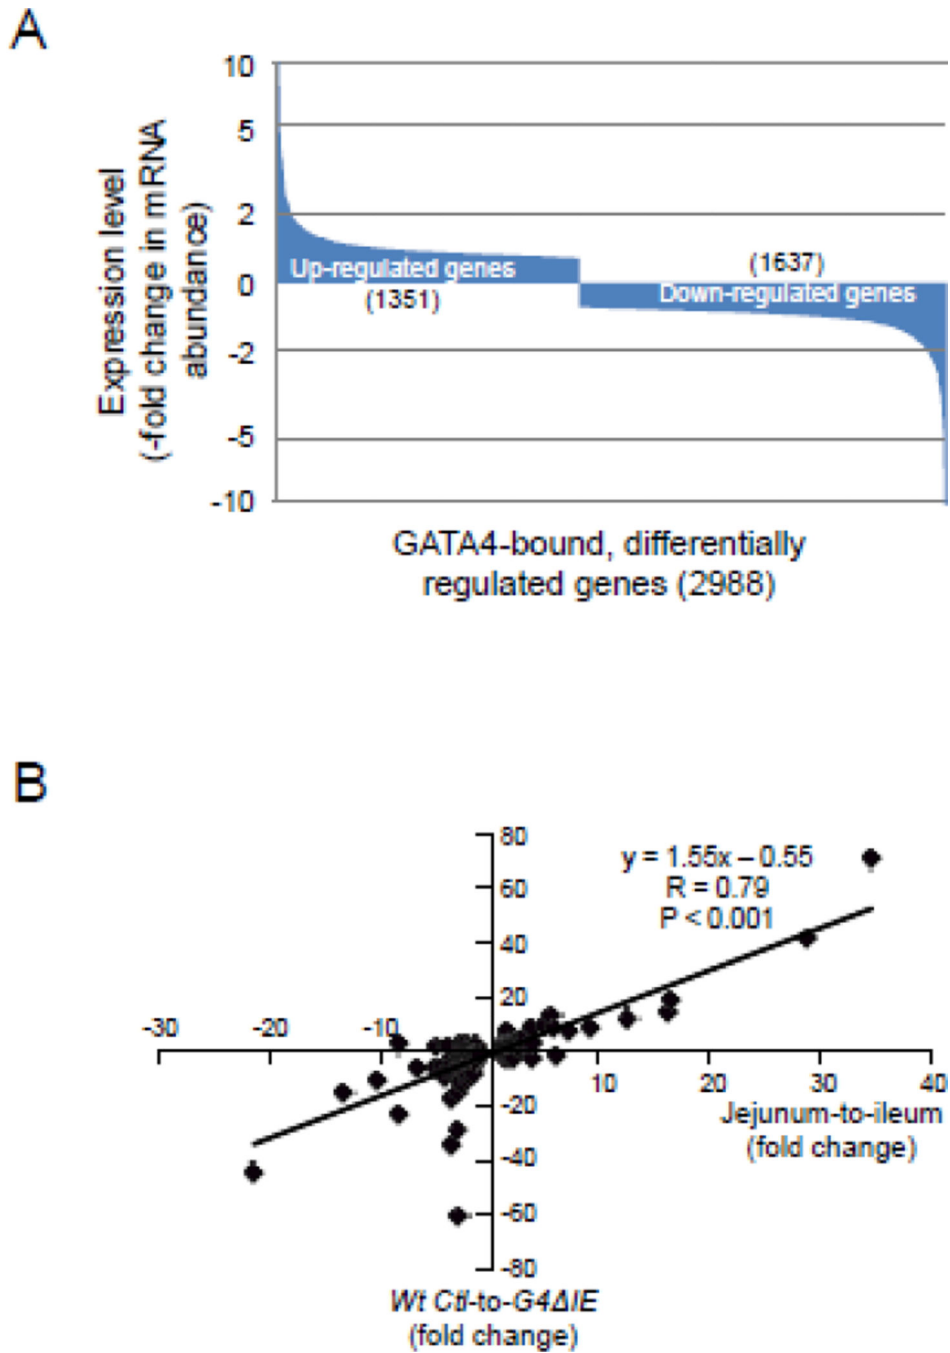 A
10
5
2
0
-2
-5
-10
Expression level
(-fold change in mRNA
abundance)
Up-regulated genes
(1351)
(1637)
Down-regulated genes
GATA4-bound, differentially
regulated genes (2988)
B
80
60
40
20
-20
-40
-60
-80
y = 1.55x – 0.55
R = 0.79
P < 0.001
-30
-20
-10
10
20
30
40
Jejunum-to-ileum
(fold change)
Wt Ctl-to-G4ΔIE
(fold change)